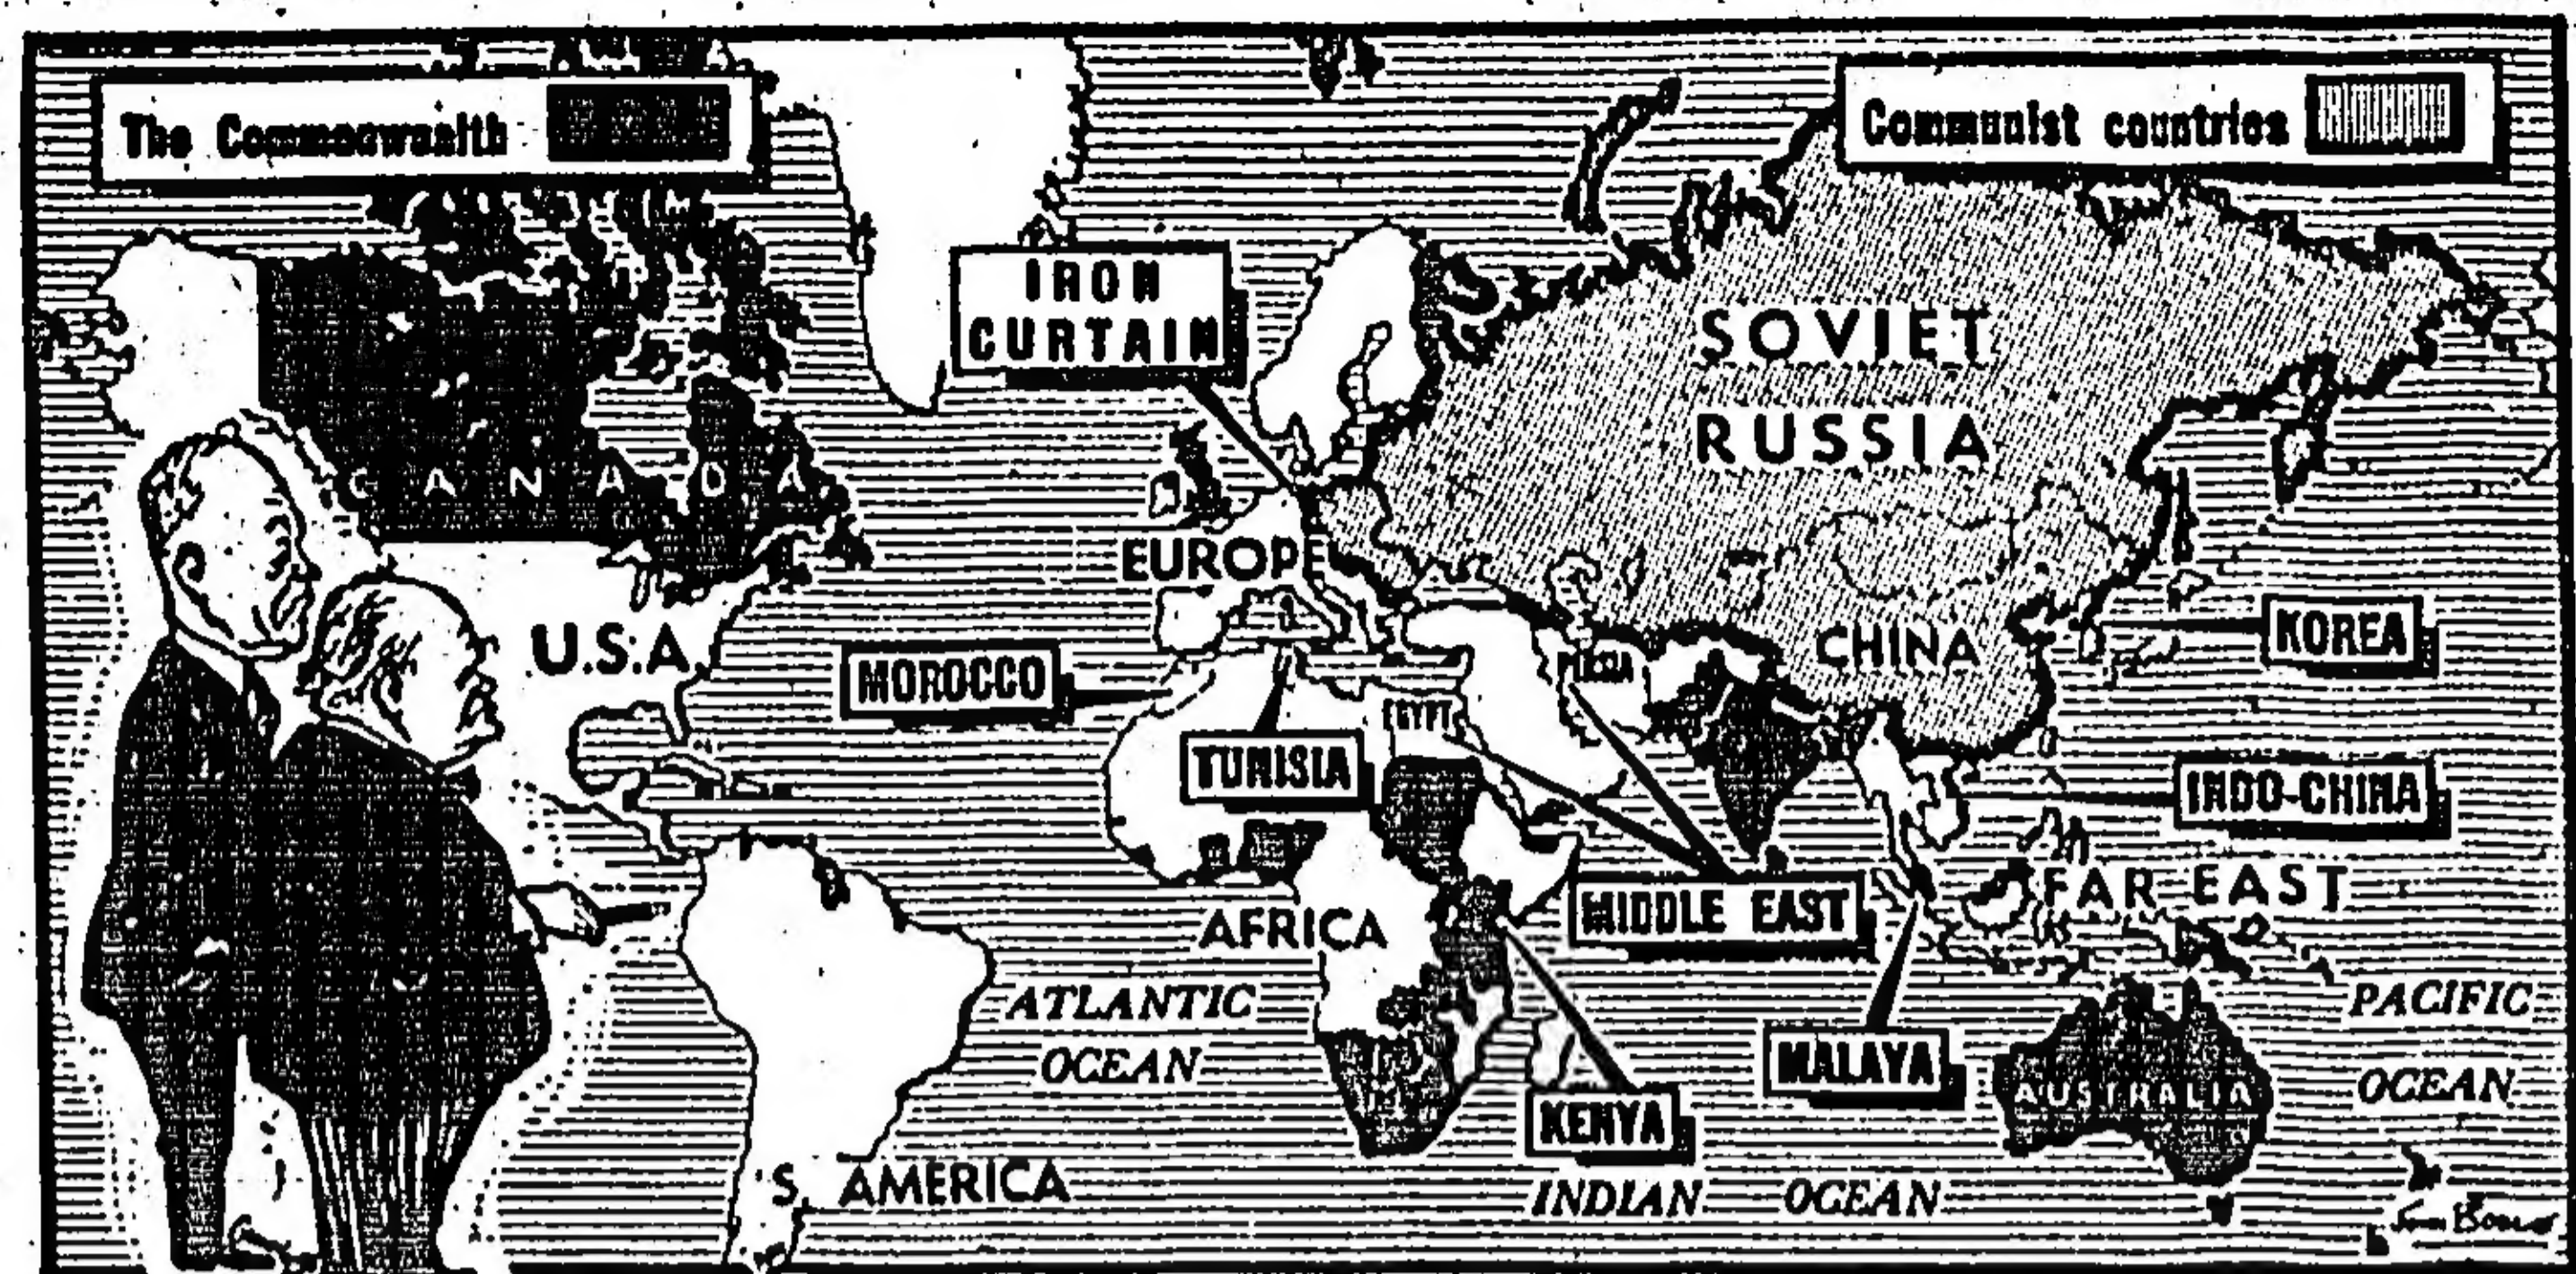 The Commonwealth
Communist countries
IRON
CURTAIN
SOVIET
RUSSIA
CANADA
EUROPE
U.S.A.
CHINA
KOREA
MOROCCO
PERSIA
EGYPT
TUNISIA
INDO-CHINA
FAR EAST
MIDDLE EAST
AFRICA
ATLANTIC
OCEAN
PACIFIC
OCEAN
MALAYA
AUSTRALIA
KENYA
S. AMERICA
INDIAN OCEAN